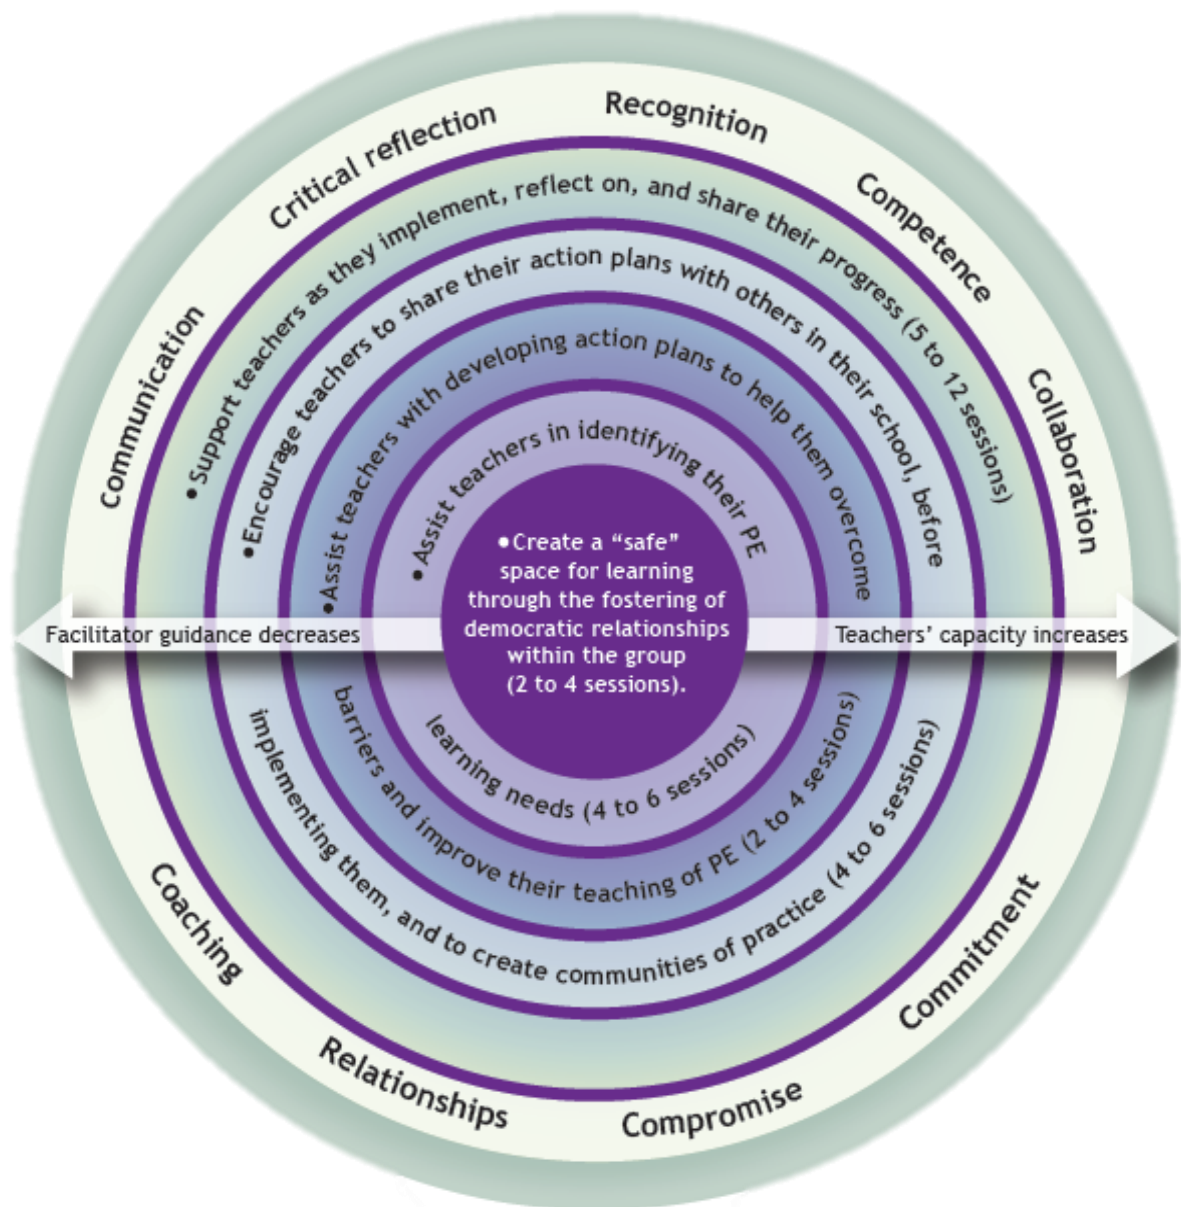 Critical reflection
Recognition
Competence
Collaboration
Communication
• Support teachers as they implement, reflect on, and share their progress (5 to 12 sessions)
• Encourage teachers to share their action plans with others in their school, before
implementing them, and to create communities of practice (4 to 6 sessions)
• Assist teachers with developing action plans to help them overcome
barriers and improve their teaching of PE (2 to 4 sessions)
• Assist teachers in identifying their PE
learning needs (4 to 6 sessions)
• Create a “safe”
space for learning
through the fostering of
democratic relationships
within the group
(2 to 4 sessions).
Facilitator guidance decreases
Teachers’ capacity increases
Coaching
Relationships
Compromise
Commitment